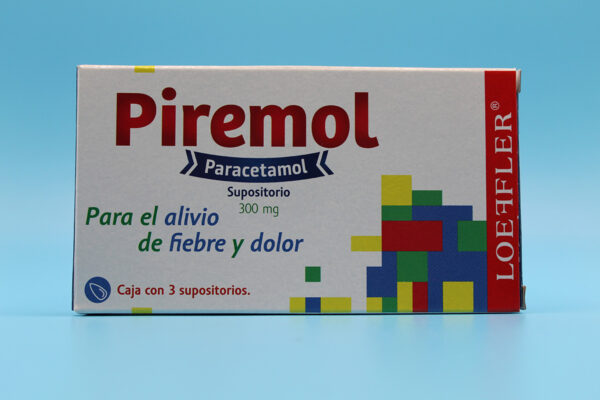 Piremol
Paracetamol
Supositorio
300 mg
Para el alivio
de fiebre y dolor
Caja con 3 supositorios.
LOEFFLER®